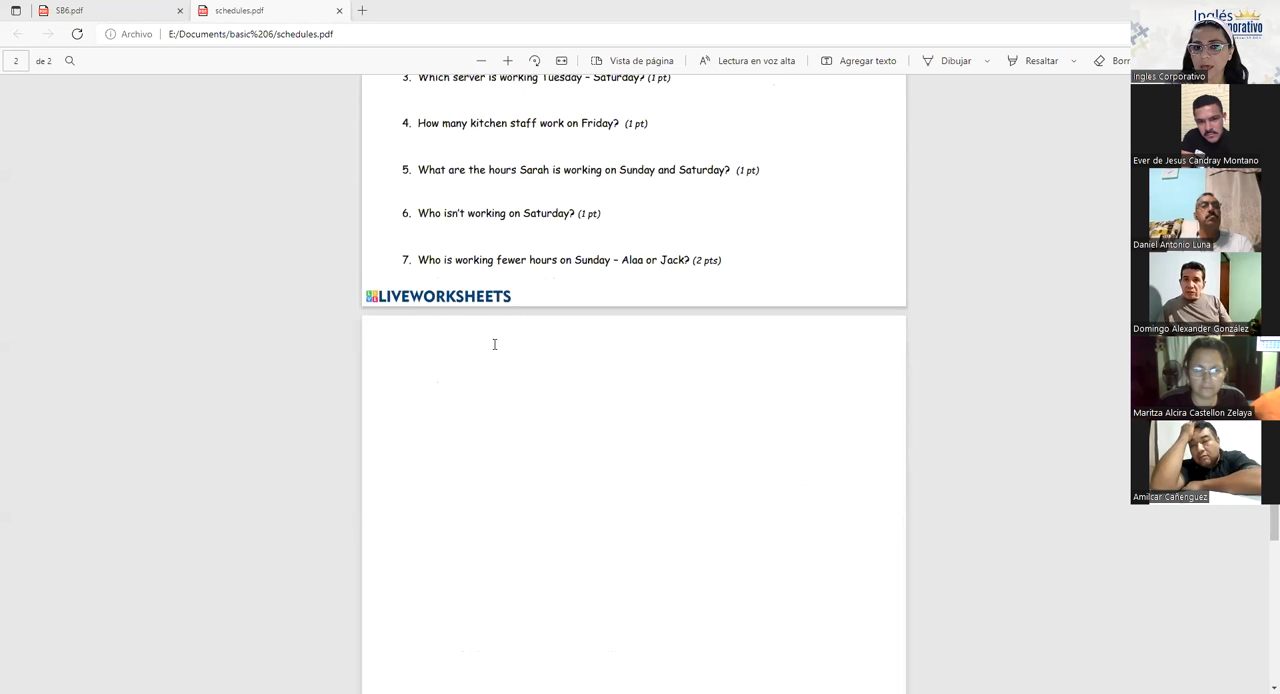 SB6.pdf
schedules.pdf
Archivo
E:/Documents/basic%206/schedules.pdf
2
de 2
Vista de página
Lectura en voz alta
Agregar texto
Dibujar
Resaltar
Borr
3. Which server is working Tuesday – Saturday? (1 pt)
4. How many kitchen staff work on Friday? (1 pt)
5. What are the hours Sarah is working on Sunday and Saturday? (1 pt)
6. Who isn't working on Saturday? (1 pt)
7. Who is working fewer hours on Sunday – Alaa or Jack? (2 pts)
LIVEWORKSHEETS
Inglés
Ingles Corporativo
Ever de Jesus Candray Montano
Daniel Antonio Luna
Domingo Alexander González
Maritza Alcira Castellon Zelaya
Amilcar Cañenguez